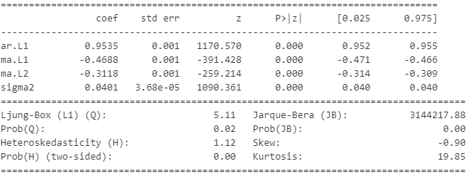 ==============================================================================
                 coef    std err          z      P>|z|      [0.025      0.975]
------------------------------------------------------------------------------
ar.L1          0.9535      0.001   1170.570      0.000       0.952       0.955
ma.L1         -0.4688      0.001   -391.428      0.000      -0.471      -0.466
ma.L2         -0.3118      0.001   -259.214      0.000      -0.314      -0.309
sigma2         0.0401   3.68e-05   1090.361      0.000       0.040       0.040
==============================================================================
Ljung-Box (L1) (Q):                   5.11   Jarque-Bera (JB):           3144217.88
Prob(Q):                              0.02   Prob(JB):                         0.00
Heteroskedasticity (H):               1.12   Skew:                            -0.90
Prob(H) (two-sided):                  0.00   Kurtosis:                        19.85
==============================================================================